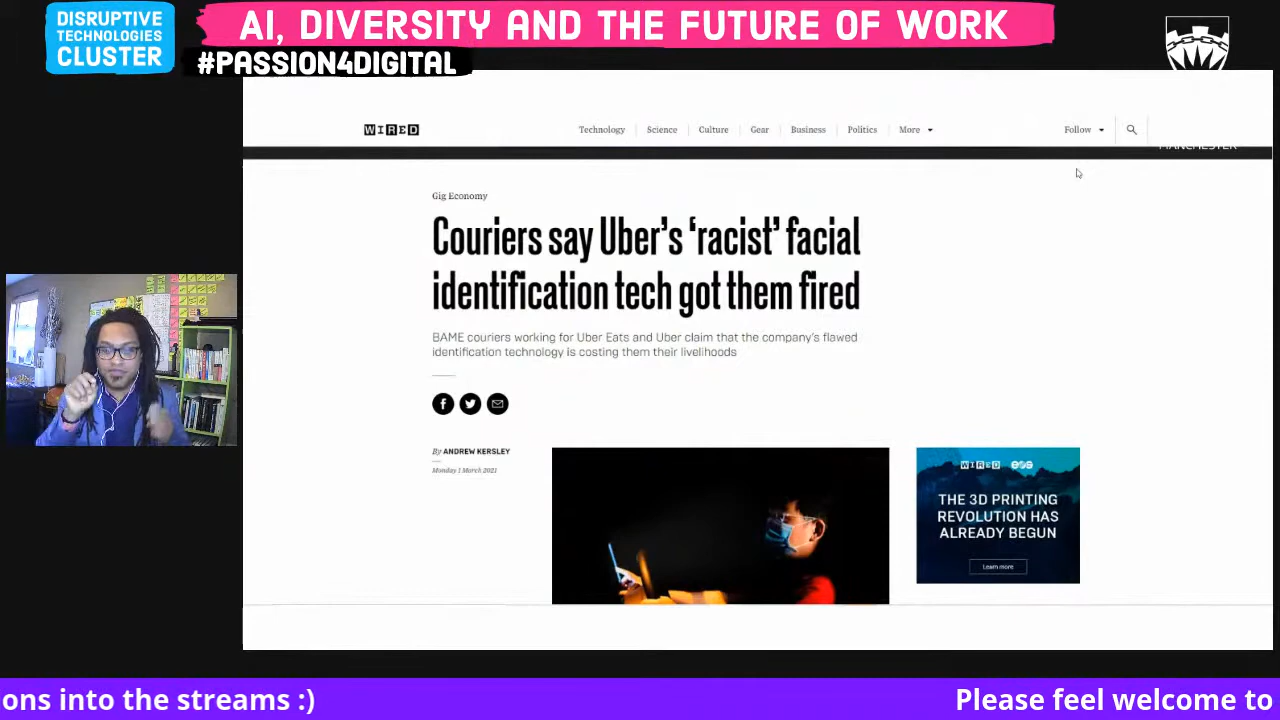 DISRUPTIVE
TECHNOLOGIES
CLUSTER
AI, DIVERSITY AND THE FUTURE OF WORK
#PASSION4DIGITAL
WIRED
Technology
Science
Culture
Gear
Business
Politics
More
Follow
MANCHESTER
Gig Economy
Couriers say Uber's 'racist' facial
identification tech got them fired
BAME couriers working for Uber Eats and Uber claim that the company's flawed
identification technology is costing them their livelihoods
By ANDREW KERSLEY
Monday 1 March 2021
WIRED
THE 3D PRINTING
REVOLUTION HAS
ALREADY BEGUN
Learn more
ons into the streams :)
Please feel welcome to